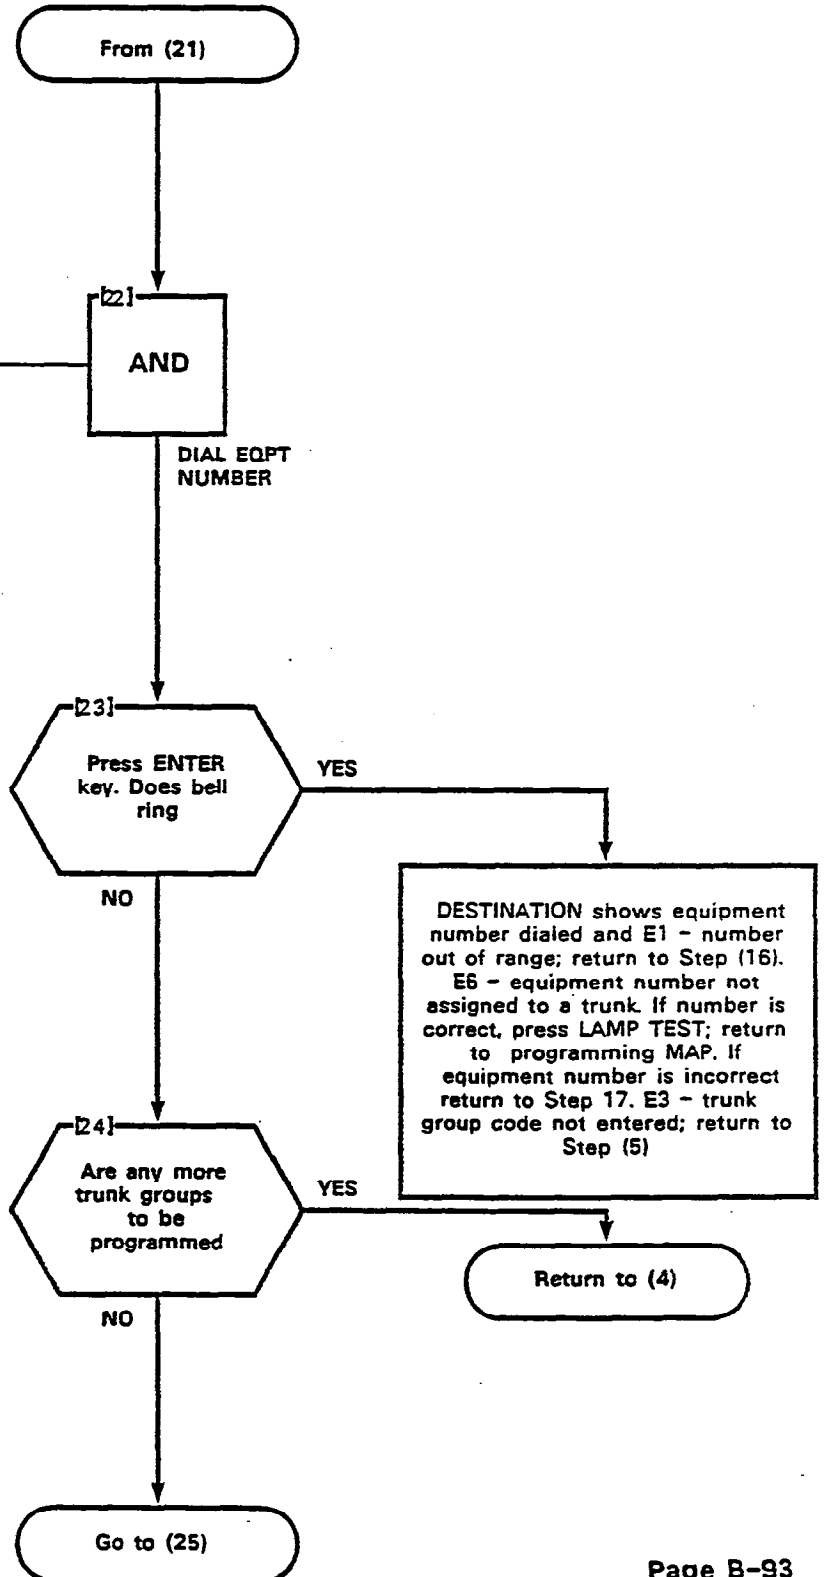 From (21)
[22]
AND
DIAL EQPT
NUMBER
[23]
Press ENTER
key. Does bell
ring
YES
NO
DESTINATION shows equipment
number dialed and E1 - number
out of range; return to Step (16).
E6 - equipment number not
assigned to a trunk. If number is
correct, press LAMP TEST; return
to programming MAP. If
equipment number is incorrect
return to Step 17. E3 - trunk
group code not entered; return to
Step (5)
[24]
Are any more
trunk groups
to be
programmed
YES
Return to (4)
NO
Go to (25)
Page B-93